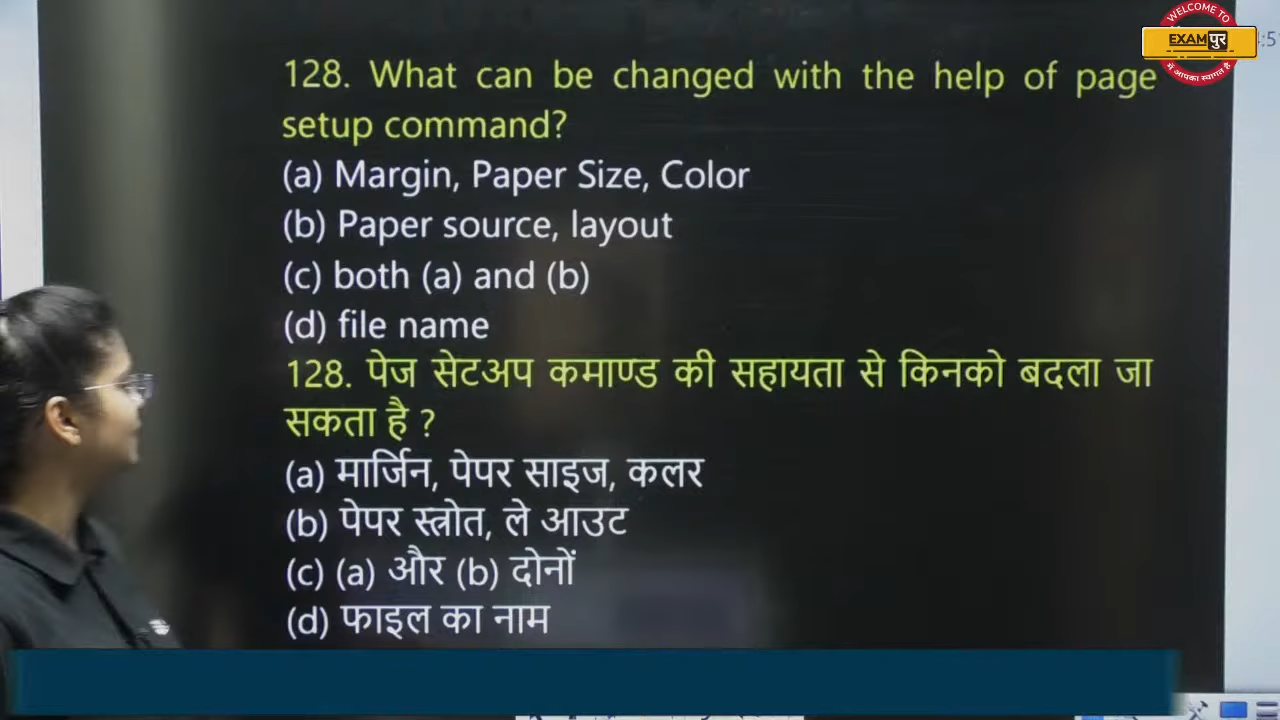 WELCOME TO
EXAMपुर
में आपका स्वागत है
128. What can be changed with the help of page
setup command?
(a) Margin, Paper Size, Color
(b) Paper source, layout
(c) both (a) and (b)
(d) file name
128. पेज सेटअप कमाण्ड की सहायता से किनको बदला जा
सकता है ?
(a) मार्जिन, पेपर साइज, कलर
(b) पेपर स्त्रोत, ले आउट
(c) (a) और (b) दोनों
(d) फाइल का नाम